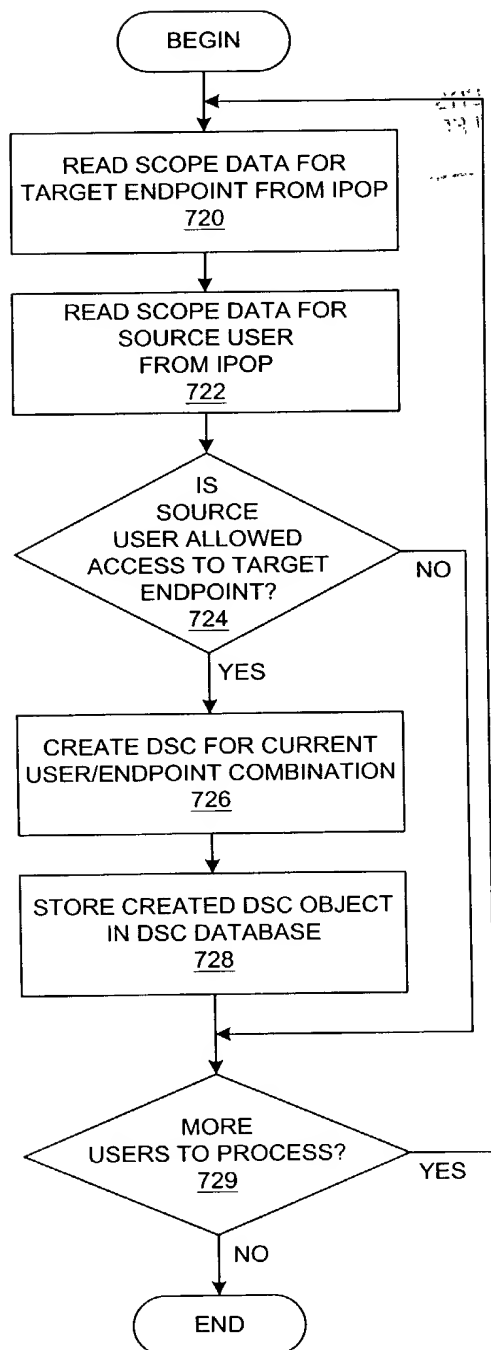 BEGIN
READ SCOPE DATA FOR
TARGET ENDPOINT FROM IPOP
720
READ SCOPE DATA FOR
SOURCE USER
FROM IPOP
722
IS
SOURCE
USER ALLOWED
ACCESS TO TARGET
ENDPOINT?
724
NO
YES
CREATE DSC FOR CURRENT
USER/ENDPOINT COMBINATION
726
STORE CREATED DSC OBJECT
IN DSC DATABASE
728
MORE
USERS TO PROCESS?
729
YES
NO
END